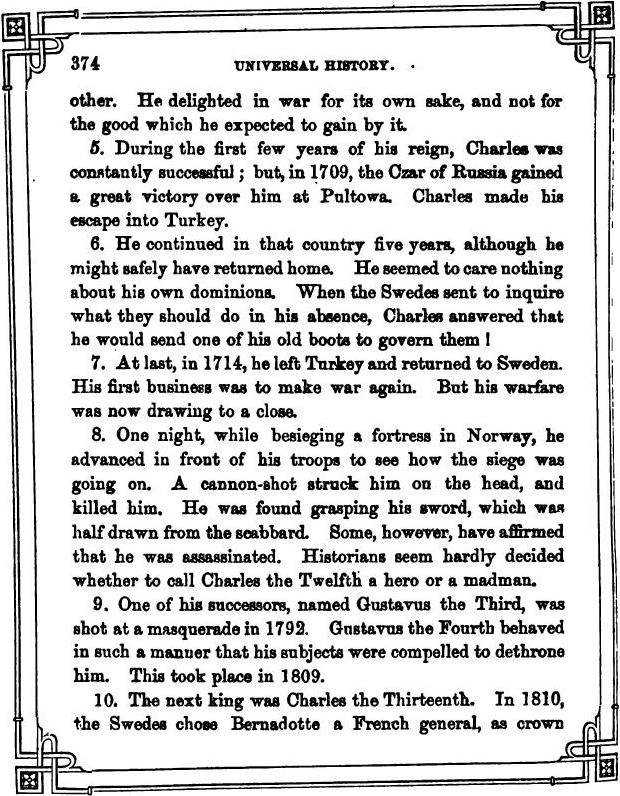 374 UNIVERSAL HISTORY.
other. He delighted in war for its own sake, and not for
the good which he expected to gain by it.
5. During the first few years of his reign, Charles was
constantly successful; but, in 1709, the Czar of Russia gained
a great victory over him at Pultowa. Charles made his
escape into Turkey.
6. He continued in that country five years, although he
might safely have returned home. He seemed to care nothing
about his own dominions. When the Swedes sent to inquire
what they should do in his absence, Charles answered that
he would send one of his old boots to govern them!
7. At last, in 1714, he left Turkey and returned to Sweden.
His first business was to make war again. But his warfare
was now drawing to a close.
8. One night, while besieging a fortress in Norway, he
advanced in front of his troops to see how the siege was
going on. A cannon-shot struck him on the head, and
killed him. He was found grasping his sword, which was
half drawn from the scabbard. Some, however, have affirmed
that he was assassinated. Historians seem hardly decided
whether to call Charles the Twelfth a hero or a madman.
9. One of his successors, named Gustavus the Third, was
shot at a masquerade in 1792. Gustavus the Fourth behaved
in such a manner that his subjects were compelled to dethrone
him. This took place in 1809.
10. The next king was Charles the Thirteenth. In 1810,
the Swedes chose Bernadotte a French general, as crown